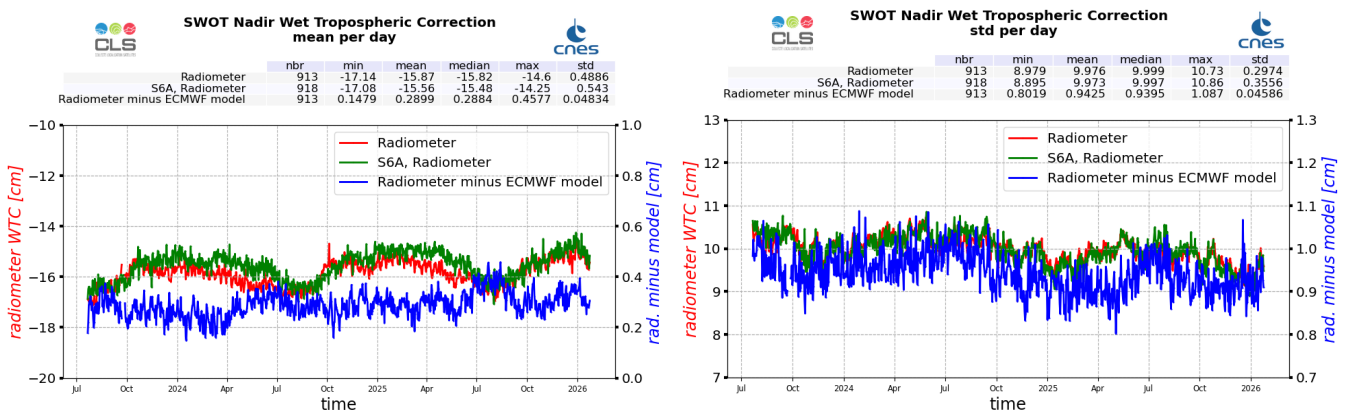 CLS
SWOT Nadir Wet Tropospheric Correction
mean per day
cnes
nbr min mean median max std
Radiometer 913 -17.14 -15.87 -15.82 -14.6 0.4886
S6A, Radiometer 918 -17.08 -15.56 -15.48 -14.25 0.543
Radiometer minus ECMWF model 913 0.1479 0.2899 0.2884 0.4577 0.04834
−10
−12
−14
−16
−18
−20
radiometer WTC [cm]
Radiometer
S6A, Radiometer
Radiometer minus ECMWF model
1.0
0.8
0.6
0.4
0.2
0.0
rad. minus model [cm]
Jul Oct 2024 Apr Jul Oct 2025 Apr Jul Oct 2026
time
CLS
SWOT Nadir Wet Tropospheric Correction
std per day
cnes
nbr min mean median max std
Radiometer 913 8.979 9.976 9.999 10.73 0.2974
S6A, Radiometer 918 8.895 9.973 9.997 10.86 0.3556
Radiometer minus ECMWF model 913 0.8019 0.9425 0.9395 1.087 0.04586
13
12
11
10
9
8
7
radiometer WTC [cm]
Radiometer
S6A, Radiometer
Radiometer minus ECMWF model
1.3
1.2
1.1
1.0
0.9
0.8
0.7
rad. minus model [cm]
Jul Oct 2024 Apr Jul Oct 2025 Apr Jul Oct 2026
time